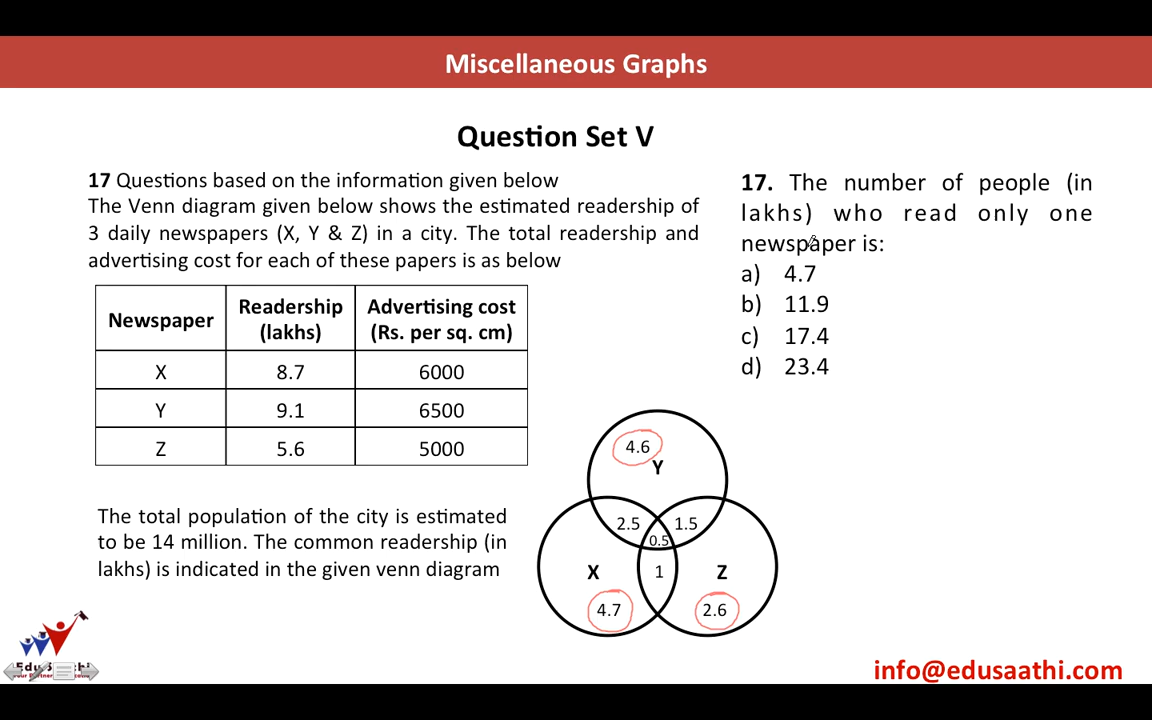 Miscellaneous Graphs
Question Set V
17 Questions based on the information given below
The Venn diagram given below shows the estimated readership of
3 daily newspapers (X, Y & Z) in a city. The total readership and
advertising cost for each of these papers is as below
Newspaper
Readership
(lakhs)
Advertising cost
(Rs. per sq. cm)
X 8.7 6000
Y 9.1 6500
Z 5.6 5000
The total population of the city is estimated
to be 14 million. The common readership (in
lakhs) is indicated in the given venn diagram
17. The number of people (in
lakhs) who read only one
newspaper is:
a) 4.7
b) 11.9
c) 17.4
d) 23.4
4.6
Y
2.5 1.5
0.5
X 1 Z
4.7 2.6
info@edusaathi.com